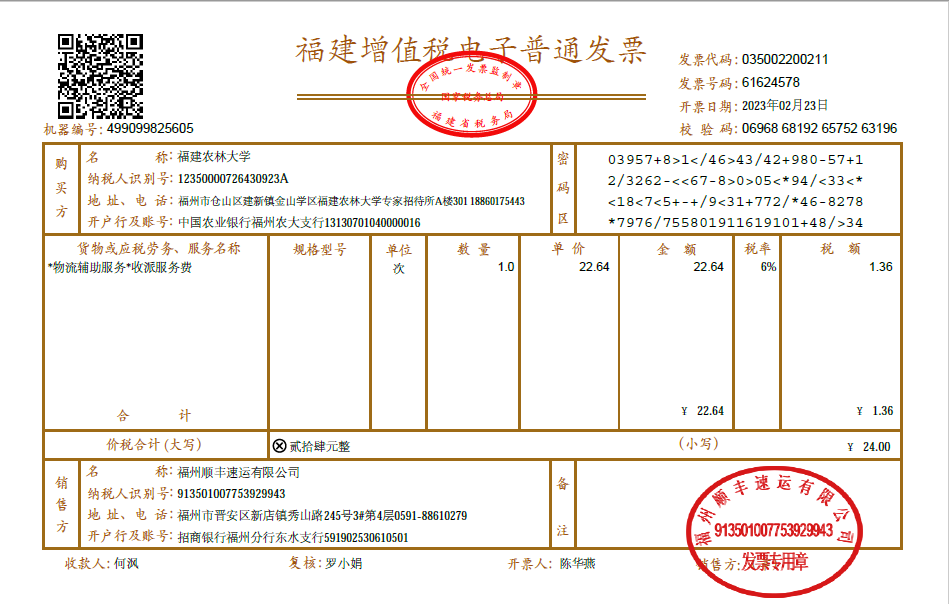 福建增值税电子普通发票
全国统一发票监制章
国家税务总局
福建省税务局
发票代码: 035002200211
发票号码: 61624578
开票日期: 2023年02月23日
校 验 码: 06968 68192 65752 63196
机器编号: 499099825605
购买方
名 称: 福建农林大学
纳税人识别号: 12350000726430923A
地 址、电 话: 福州市仓山区建新镇金山学区福建农林大学专家招待所A楼301 18860175443
开户行及账号: 中国农业银行福州农大支行13130701040000016
密码区
03957+8>1</46>43/42+980-57+1
2/3262-<<67-8>0>05<*94/<33<*
<18<7<5+-+/9<31+772/*46-8278
*7976/755801911619101+48/>34
货物或应税劳务、服务名称 规格型号 单位 数 量 单 价 金 额 税率 税 额
*物流辅助服务*收派服务费 次 1.0 22.64 22.64 6% 1.36
合 计 ¥ 22.64 ¥ 1.36
价税合计(大写) ⊗贰拾肆元整 (小写) ¥ 24.00
销售方
名 称: 福州顺丰速运有限公司
纳税人识别号: 913501007753929943
地 址、电 话: 福州市晋安区新店镇秀山路245号3#第4层0591-88610279
开户行及账号: 招商银行福州分行东水支行591902530610501
备注
福州顺丰速运有限公司
913501007753929943
发票专用章
收款人: 何沨 复核: 罗小娟 开票人: 陈华燕 销售方: